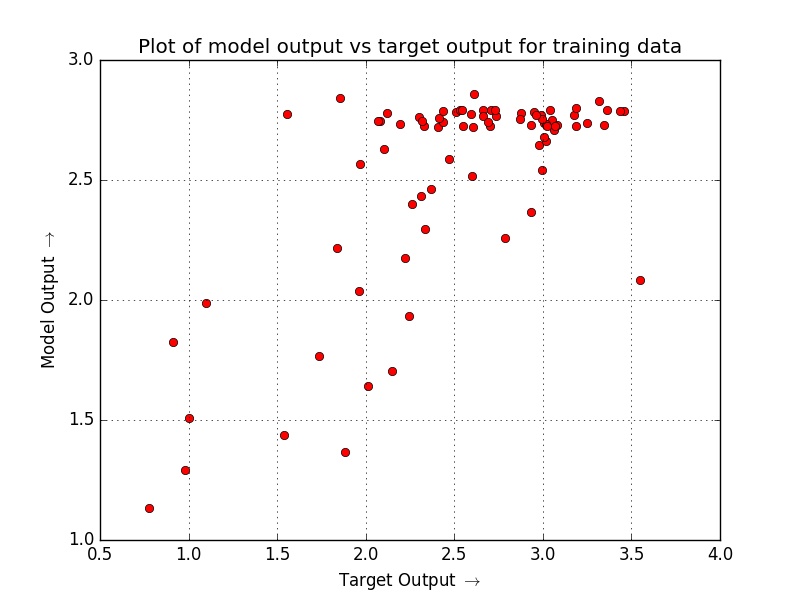 Plot of model output vs target output for training data
3.0
2.5
2.0
1.5
1.0
Model Output →
0.5 1.0 1.5 2.0 2.5 3.0 3.5 4.0
Target Output →